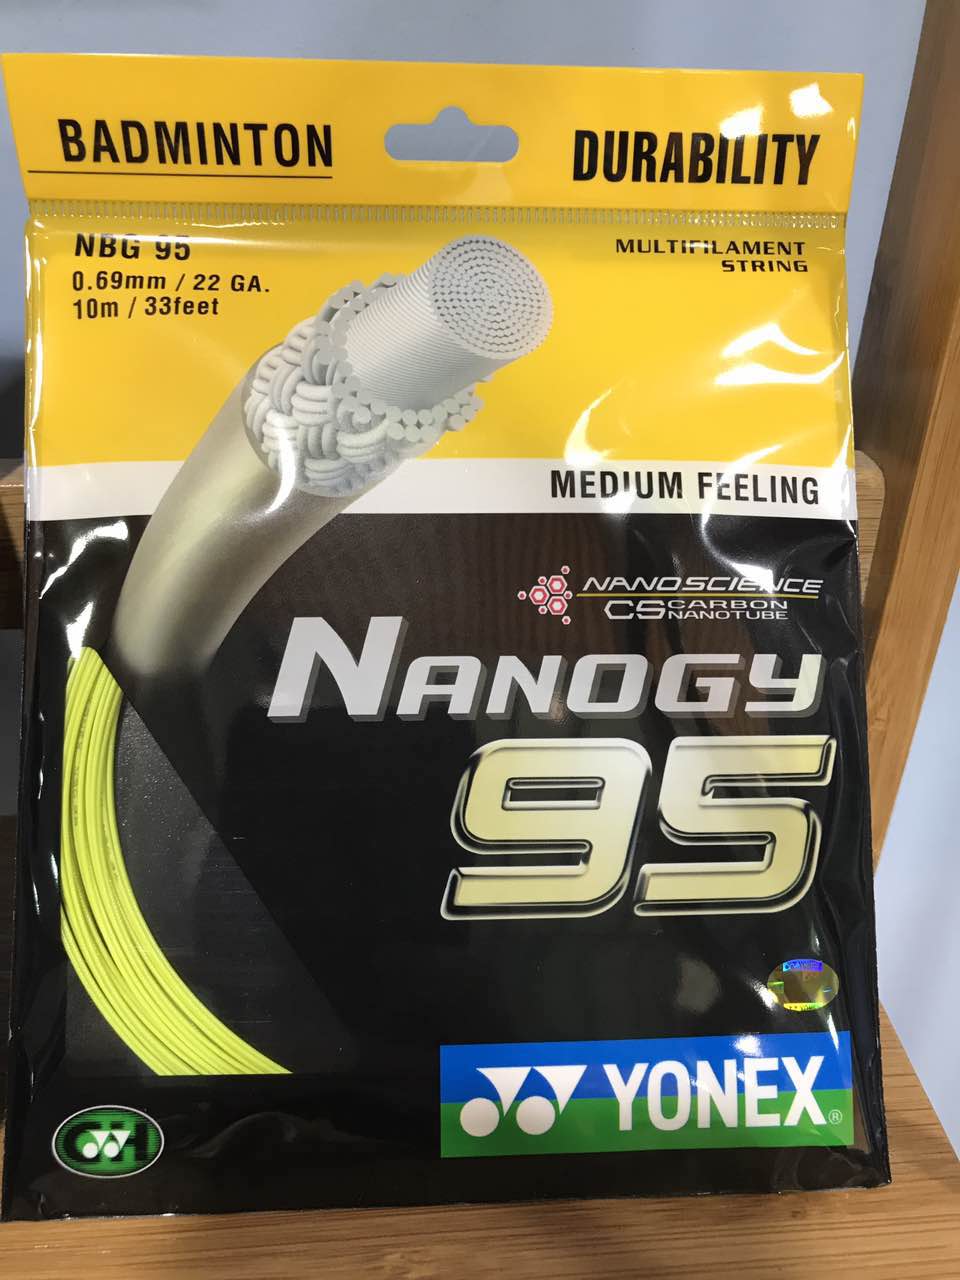 BADMINTON
DURABILITY
NBG 95
0.69mm / 22 GA.
10m / 33feet
MULTIFILAMENT
STRING
MEDIUM FEELING
NANOSCIENCE
CS CARBON
NANOTUBE
NANOGY
95
YONEX®